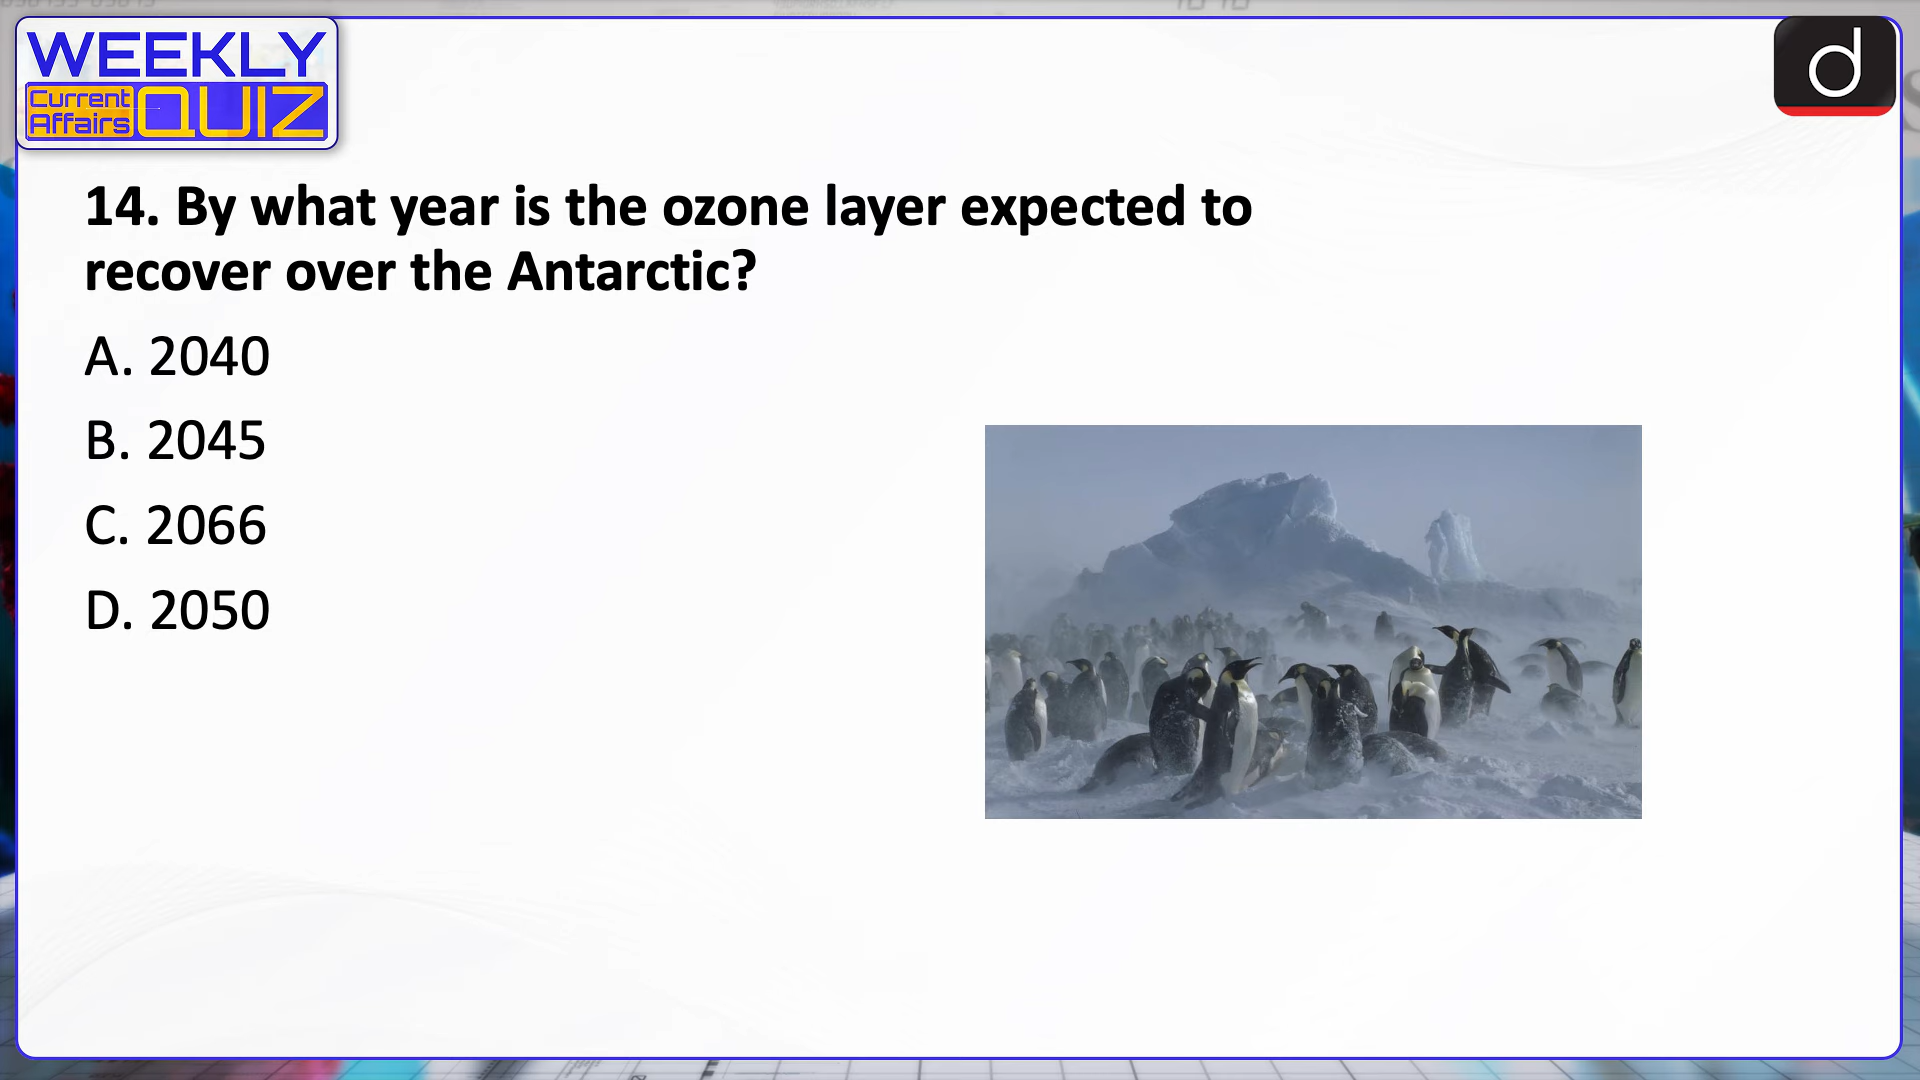 WEEKLY
Current
Affairs
QUIZ
d
14. By what year is the ozone layer expected to
recover over the Antarctic?
A. 2040
B. 2045
C. 2066
D. 2050